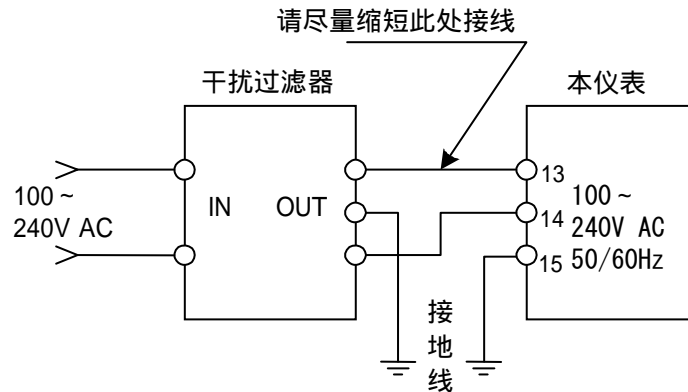 请尽量缩短此处接线
干扰过滤器
本仪表
100～
240V AC
IN
OUT
13
14
15
100～
240V AC
50/60Hz
接
地
线